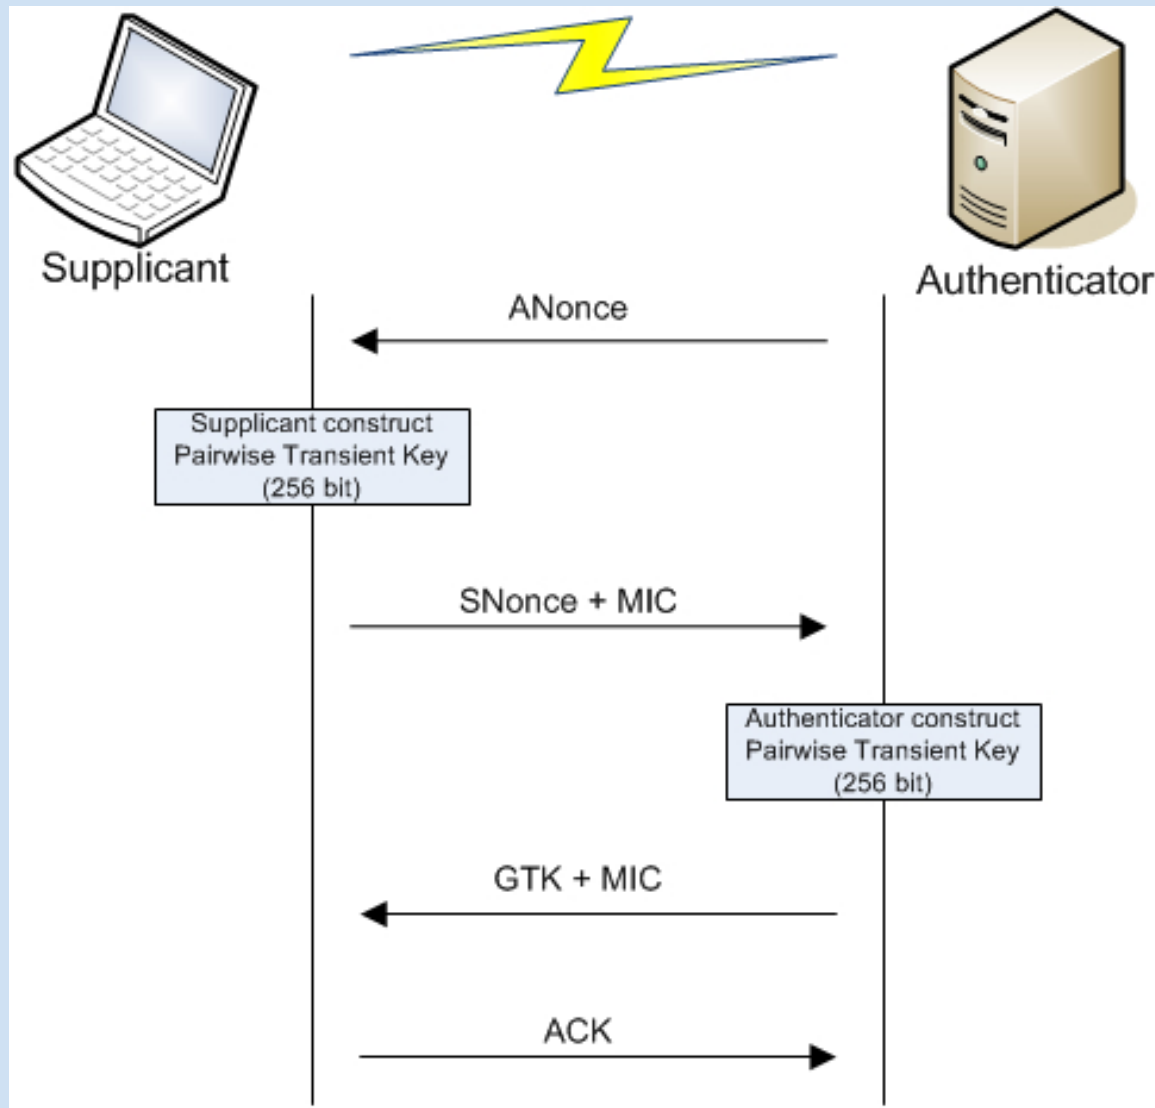 Supplicant
Authenticator
ANonce
Supplicant construct
Pairwise Transient Key
(256 bit)
SNonce + MIC
Authenticator construct
Pairwise Transient Key
(256 bit)
GTK + MIC
ACK